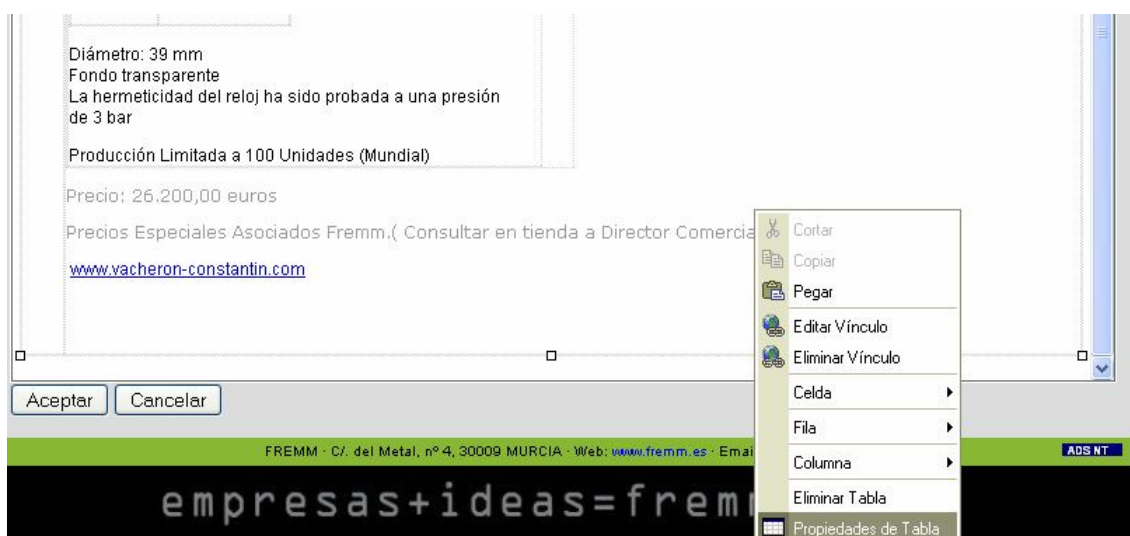 Diámetro: 39 mm
Fondo transparente
La hermeticidad del reloj ha sido probada a una presión
de 3 bar
Producción Limitada a 100 Unidades (Mundial)
Precio: 26.200,00 euros
Precios Especiales Asociados Fremm.( Consultar en tienda a Director Comercia
www.vacheron-constantin.com
Cortar
Copiar
Pegar
Editar Vínculo
Eliminar Vínculo
Celda
Fila
Columna
Eliminar Tabla
Propiedades de Tabla
Aceptar Cancelar
FREMM · C/. del Metal, nº 4, 30009 MURCIA · Web: www.fremm.es · Emai
ADS NT
empresas+ideas=frem